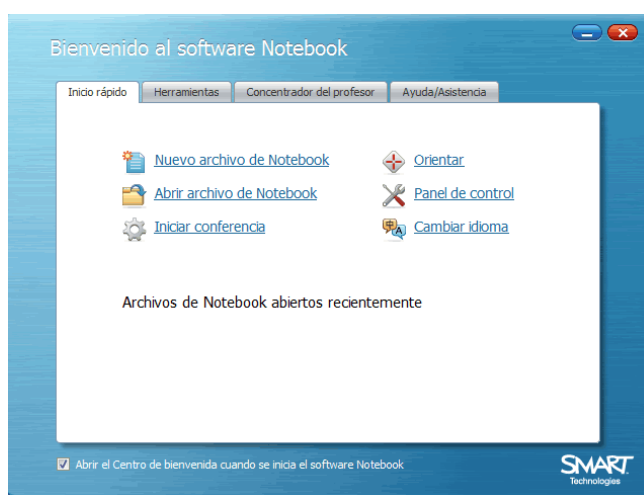 Bienvenido al software Notebook
Inicio rápido
Herramientas
Concentrador del profesor
Ayuda/Asistencia
Nuevo archivo de Notebook
Orientar
Abrir archivo de Notebook
Panel de control
Iniciar conferencia
Cambiar idioma
Archivos de Notebook abiertos recientemente
Abrir el Centro de bienvenida cuando se inicia el software Notebook
SMART
Technologies